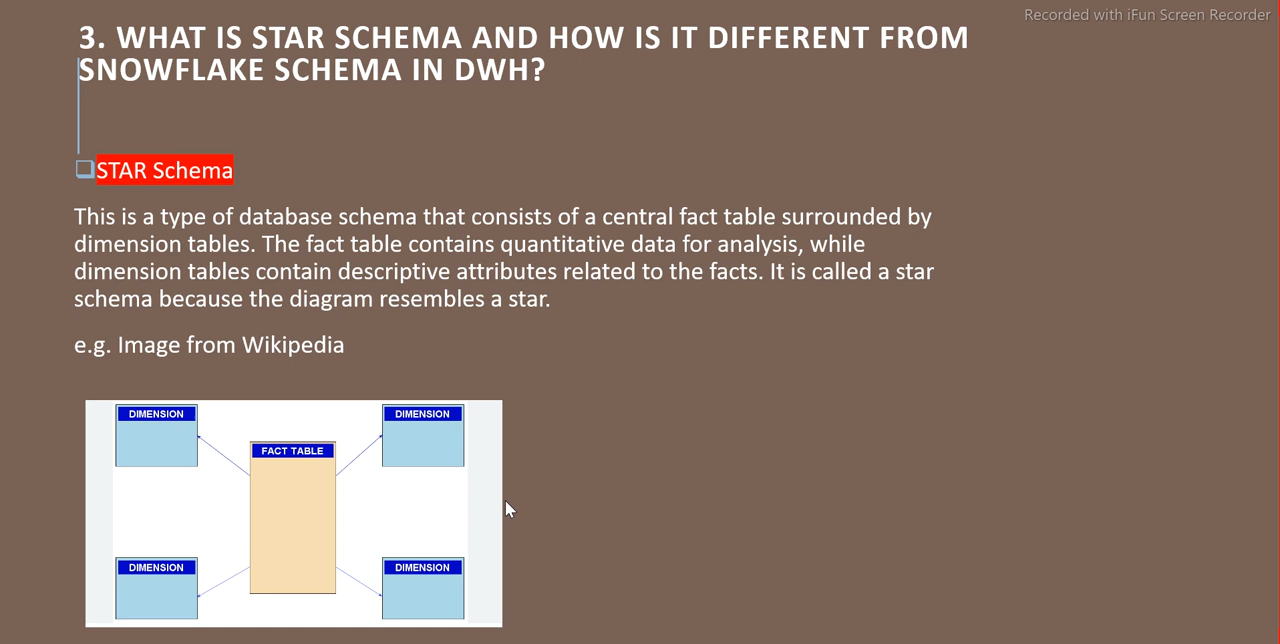 Recorded with iFun Screen Recorder
3. WHAT IS STAR SCHEMA AND HOW IS IT DIFFERENT FROM
SNOWFLAKE SCHEMA IN DWH?
STAR Schema
This is a type of database schema that consists of a central fact table surrounded by
dimension tables. The fact table contains quantitative data for analysis, while
dimension tables contain descriptive attributes related to the facts. It is called a star
schema because the diagram resembles a star.
e.g. Image from Wikipedia
DIMENSION
DIMENSION
FACT TABLE
DIMENSION
DIMENSION